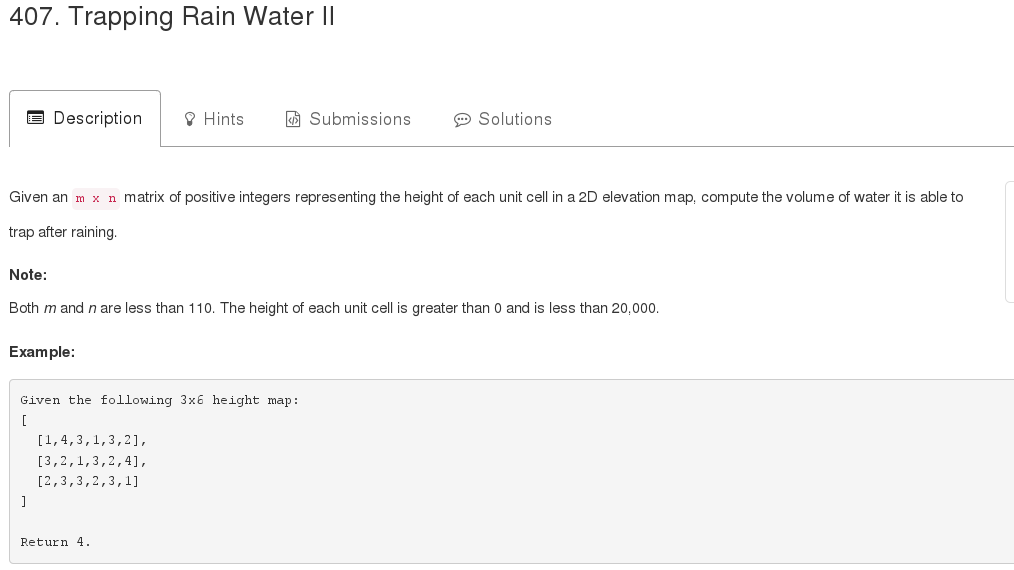 407. Trapping Rain Water II
Description Hints Submissions Solutions
Given an m x n matrix of positive integers representing the height of each unit cell in a 2D elevation map, compute the volume of water it is able to
trap after raining.
Note:
Both m and n are less than 110. The height of each unit cell is greater than 0 and is less than 20,000.
Example:
Given the following 3x6 height map:
[
[1,4,3,1,3,2],
[3,2,1,3,2,4],
[2,3,3,2,3,1]
]
Return 4.